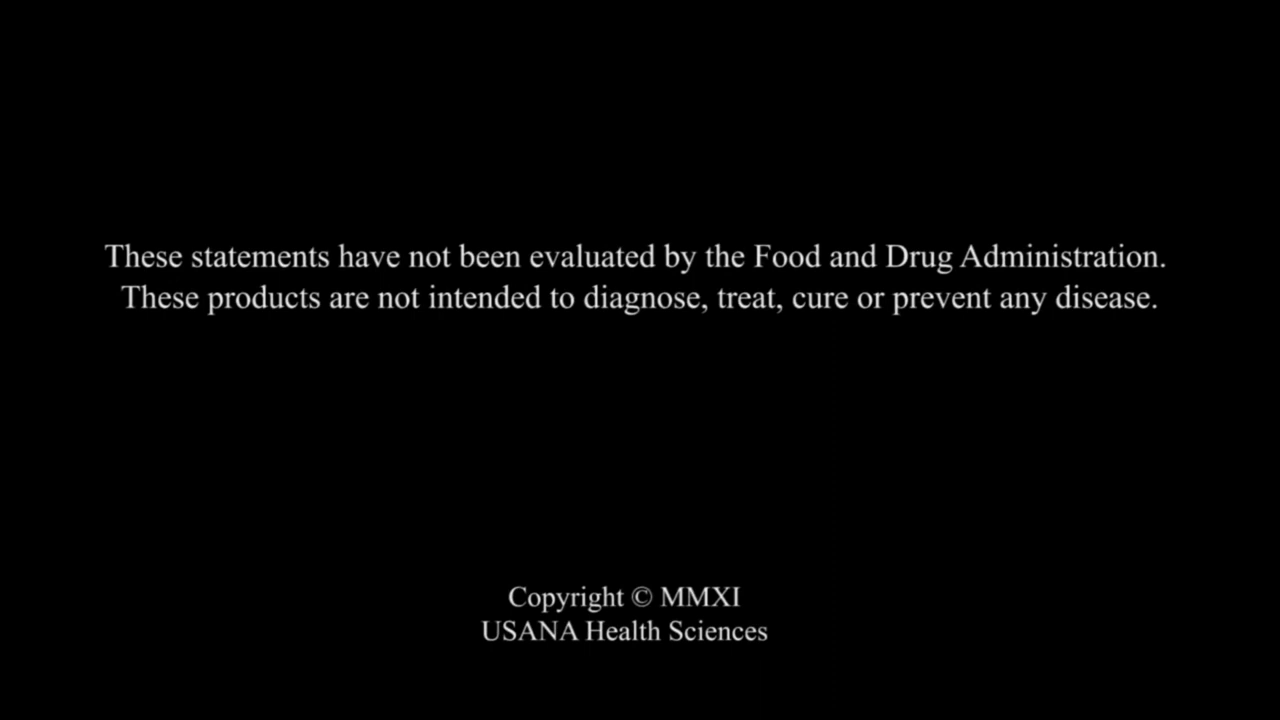 These statements have not been evaluated by the Food and Drug Administration.
These products are not intended to diagnose, treat, cure or prevent any disease.
Copyright © MMXI
USANA Health Sciences